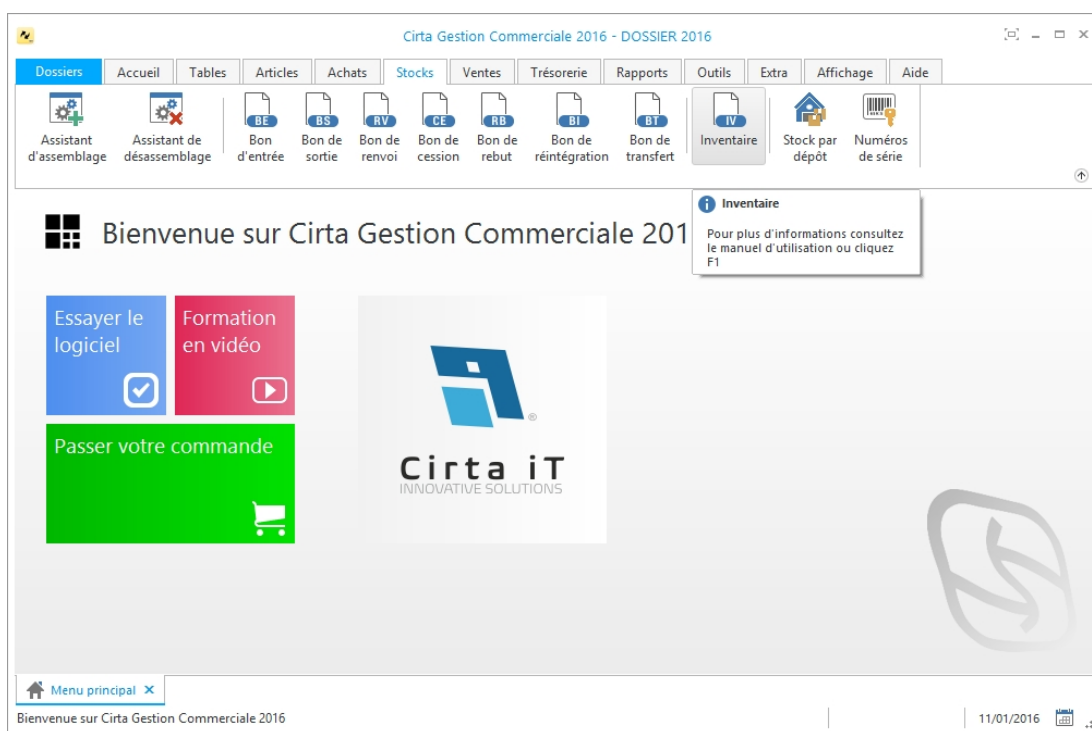 Cirta Gestion Commerciale 2016 - DOSSIER 2016
Dossiers Accueil Tables Articles Achats Stocks Ventes Trésorerie Rapports Outils Extra Affichage Aide
BE BS RV CE RB BI BT IV
Assistant d'assemblage
Assistant de désassemblage
Bon d'entrée
Bon de sortie
Bon de renvoi
Bon de cession
Bon de rebut
Bon de réintégration
Bon de transfert
Inventaire
Stock par dépôt
Numéros de série
Inventaire
Pour plus d'informations consultez
le manuel d'utilisation ou cliquez
F1
Bienvenue sur Cirta Gestion Commerciale 201
Essayer le
logiciel
Formation
en vidéo
Passer votre commande
Cirta iT
INNOVATIVE SOLUTIONS
®
Menu principal
Bienvenue sur Cirta Gestion Commerciale 2016
11/01/2016